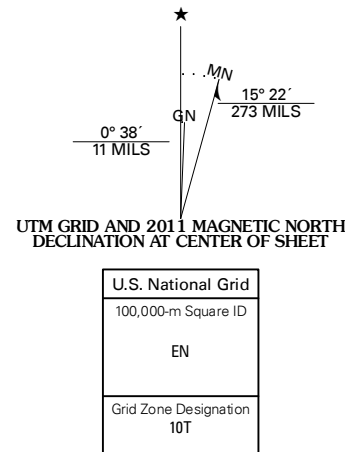 ★
MN
GN
15° 22´
273 MILS
0° 38´
11 MILS
UTM GRID AND 2011 MAGNETIC NORTH
DECLINATION AT CENTER OF SHEET
U.S. National Grid
100,000-m Square ID
EN
Grid Zone Designation
10T